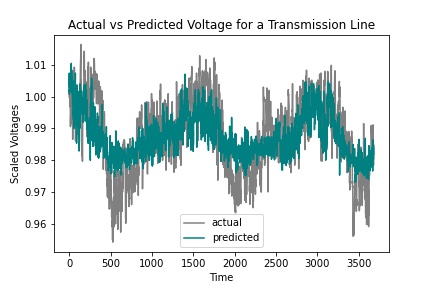 Actual vs Predicted Voltage for a Transmission Line
Scaled Voltages
1.01
1.00
0.99
0.98
0.97
0.96
actual
predicted
0 500 1000 1500 2000 2500 3000 3500
Time